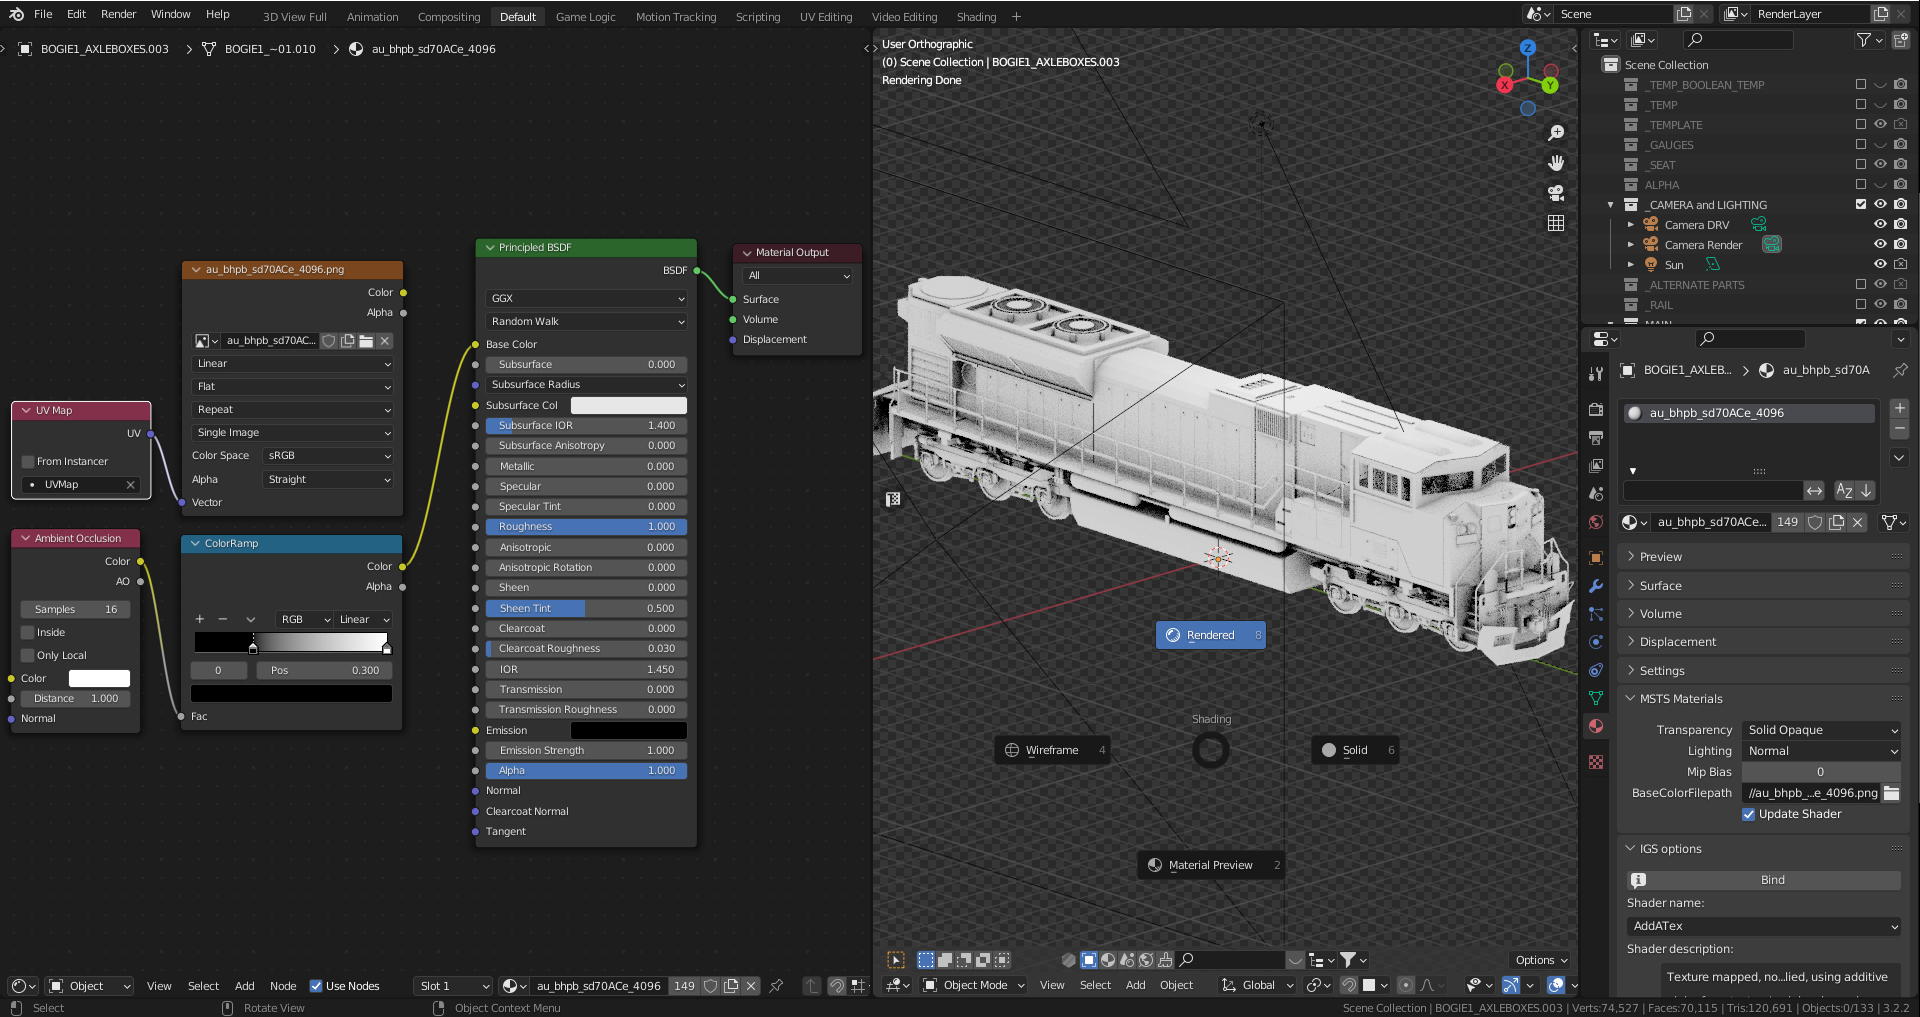 File Edit Render Window Help 3D View Full Animation Compositing Default Game Logic Motion Tracking Scripting UV Editing Video Editing Shading + Scene RenderLayer
BOGIE1_AXLEBOXES.003 > BOGIE1_~01.010 > au_bhpb_sd70ACe_4096
User Orthographic
(0) Scene Collection | BOGIE1_AXLEBOXES.003
Rendering Done
Z
X
Y
UV Map
UV
From Instancer
UVMap
au_bhpb_sd70ACe_4096.png
Color
Alpha
au_bhpb_sd70AC...
Linear
Flat
Repeat
Single Image
Color Space sRGB
Alpha Straight
Vector
Ambient Occlusion
Color
AO
Samples 16
Inside
Only Local
Color
Distance 1.000
Normal
ColorRamp
Color
Alpha
RGB Linear
0 Pos 0.300
Fac
Principled BSDF
BSDF
GGX
Random Walk
Base Color
Subsurface 0.000
Subsurface Radius
Subsurface Col
Subsurface IOR 1.400
Subsurface Anisotropy 0.000
Metallic 0.000
Specular 0.000
Specular Tint 0.000
Roughness 1.000
Anisotropic 0.000
Anisotropic Rotation 0.000
Sheen 0.000
Sheen Tint 0.500
Clearcoat 0.000
Clearcoat Roughness 0.030
IOR 1.450
Transmission 0.000
Transmission Roughness 0.000
Emission
Emission Strength 1.000
Alpha 1.000
Normal
Clearcoat Normal
Tangent
Material Output
All
Surface
Volume
Displacement
Rendered 8
Shading
Wireframe 4
Solid 6
Material Preview 2
Scene Collection
_TEMP_BOOLEAN_TEMP
_TEMP
_TEMPLATE
_GAUGES
_SEAT
ALPHA
_CAMERA and LIGHTING
Camera DRV
Camera Render
Sun
_ALTERNATE PARTS
_RAIL
MAIN
BOGIE1_AXLEB... > au_bhpb_sd70A
au_bhpb_sd70ACe_4096
AZ
au_bhpb_sd70ACe... 149
Preview
Surface
Volume
Displacement
Settings
MSTS Materials
Transparency Solid Opaque
Lighting Normal
Mip Bias 0
BaseColorFilepath //au_bhpb_...e_4096.png
Update Shader
IGS options
Bind
Shader name:
AddATex
Shader description:
Texture mapped, no...lied, using additive
Options
Object View Select Add Node Use Nodes Slot 1 au_bhpb_sd70ACe_4096 149
Object Mode View Select Add Object Global
Select Rotate View Object Context Menu
Scene Collection | BOGIE1_AXLEBOXES.003 | Verts:74,527 | Faces:70,115 | Tris:120,691 | Objects:0/133 | 3.2.2